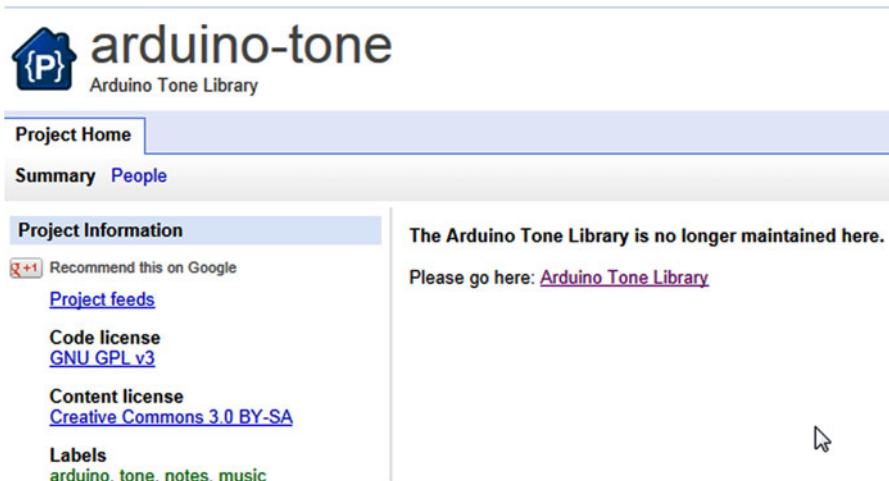 {P}
arduino-tone
Arduino Tone Library
Project Home
Summary People
Project Information
g+1 Recommend this on Google
Project feeds
Code license
GNU GPL v3
Content license
Creative Commons 3.0 BY-SA
Labels
arduino, tone, notes, music
The Arduino Tone Library is no longer maintained here.
Please go here: Arduino Tone Library